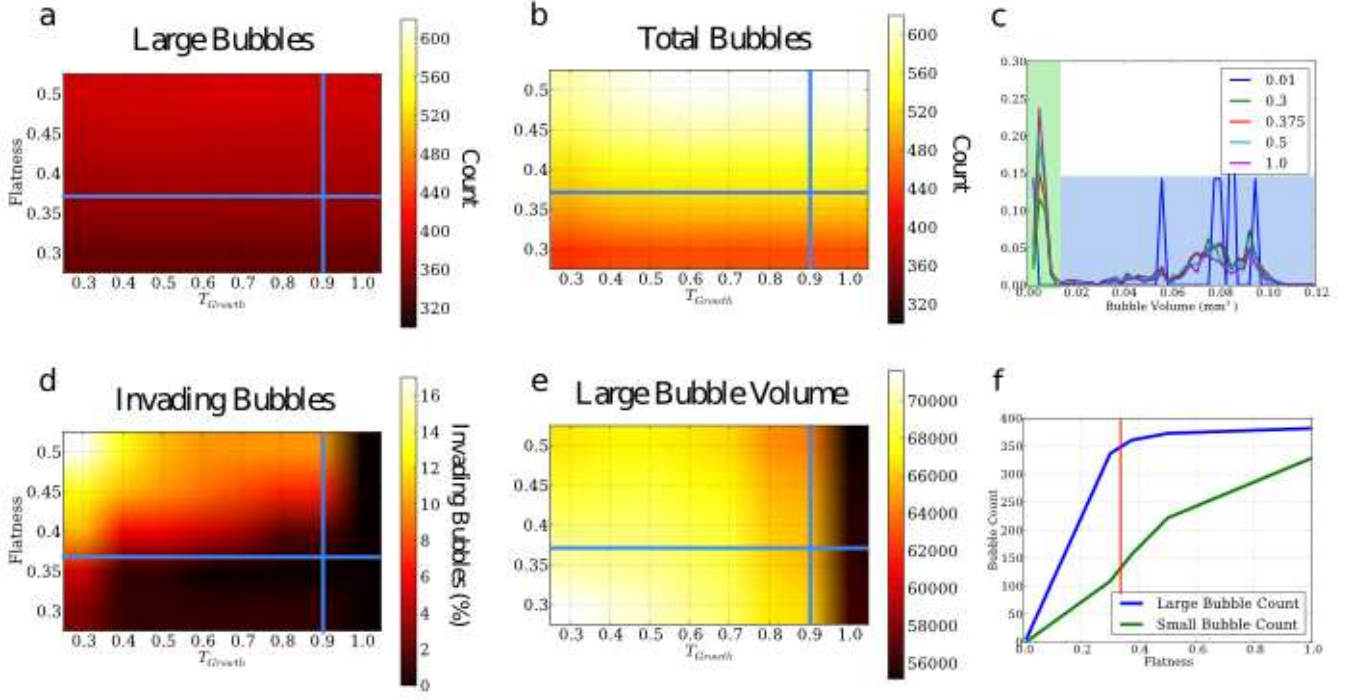 a
Large Bubbles
600
560
520
480
440
400
360
320
Count
0.5
0.45
0.4
0.35
0.3
Flatness
0.3 0.4 0.5 0.6 0.7 0.8 0.9 1.0
T_Growth
b
Total Bubbles
600
560
520
480
440
400
360
320
Count
0.5
0.45
0.4
0.35
0.3
0.3 0.4 0.5 0.6 0.7 0.8 0.9 1.0
T_Growth
c
0.30
0.25
0.20
0.15
0.10
0.05
0.00
0.01
0.3
0.375
0.5
1.0
0.00 0.02 0.04 0.06 0.08 0.10 0.12
Bubble Volume (mm³)
d
Invading Bubbles
16
14
12
10
8
6
4
2
0
Invading Bubbles (%)
0.5
0.45
0.4
0.35
0.3
Flatness
0.3 0.4 0.5 0.6 0.7 0.8 0.9 1.0
T_Growth
e
Large Bubble Volume
70000
68000
66000
64000
62000
60000
58000
56000
0.5
0.45
0.4
0.35
0.3
0.3 0.4 0.5 0.6 0.7 0.8 0.9 1.0
T_Growth
f
400
350
300
250
200
150
100
50
0
Bubble Count
Large Bubble Count
Small Bubble Count
0.0 0.2 0.4 0.6 0.8 1.0
Flatness